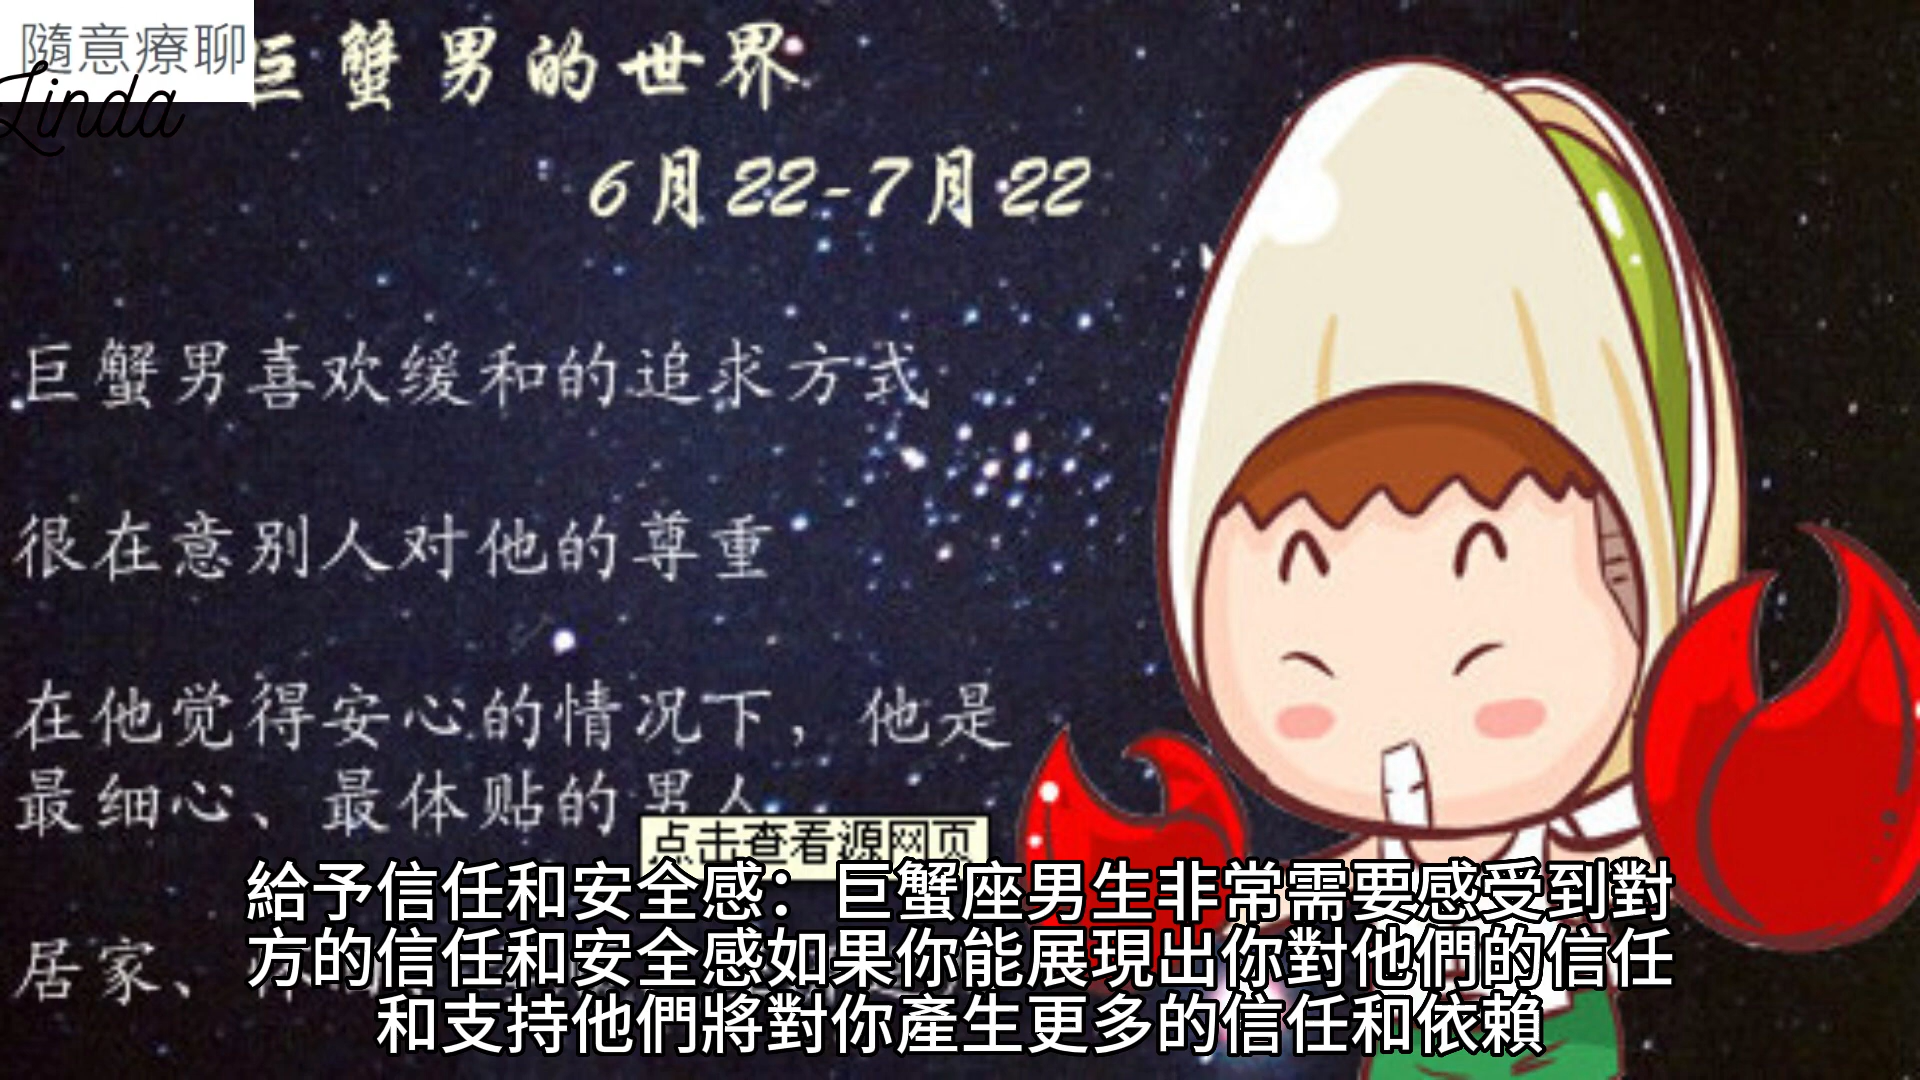 隨意療聊
Linda
巨蟹男的世界
6月22-7月22
巨蟹男喜欢缓和的追求方式
很在意别人对他的尊重
在他觉得安心的情况下，他是
最细心、最体贴的男人
点击查看源网页
居家、
給予信任和安全感：巨蟹座男生非常需要感受到對
方的信任和安全感如果你能展現出你對他們的信任
和支持他們將對你產生更多的信任和依賴